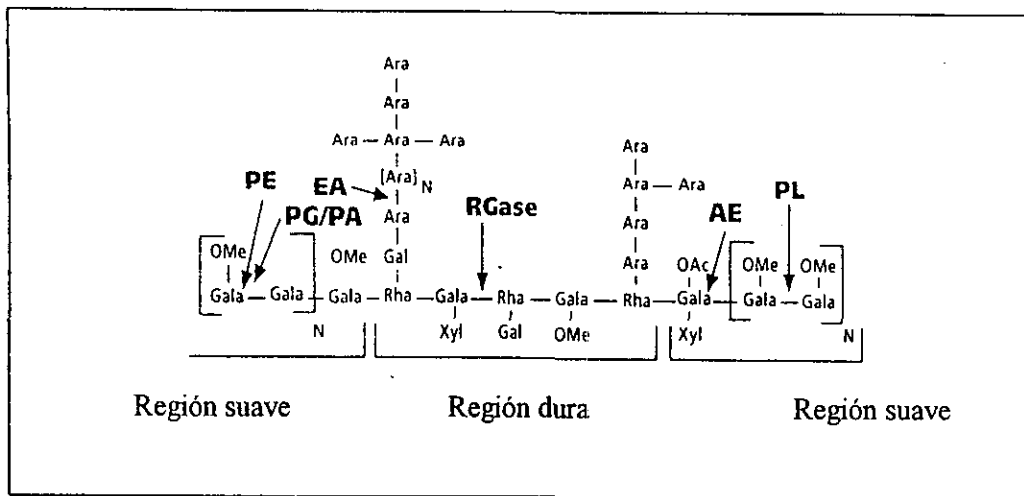 Ara
Ara
Ara — Ara — Ara
Ara
[Ara]N
Ara — Ara
PE
EA
PL
PG/PA
Ara
RGase
Ara
AE
OMe
OMe
Gal
Ara
OAc
OMe
OMe
Gala — Gala — Gala — Rha — Gala — Rha — Gala — Rha — Gala — Gala — Gala
N
Xyl
Gal
OMe
Xyl
N
Región suave
Región dura
Región suave